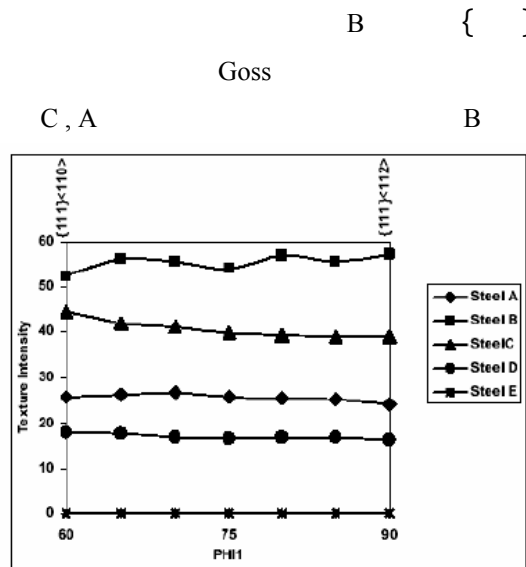 B { }
Goss
C , A B
{111}<110> {111}<112>
60
50
40
30
20
10
0
Texture Intensity
60 75 90
PHI1
Steel A
Steel B
SteelC
Steel D
Steel E